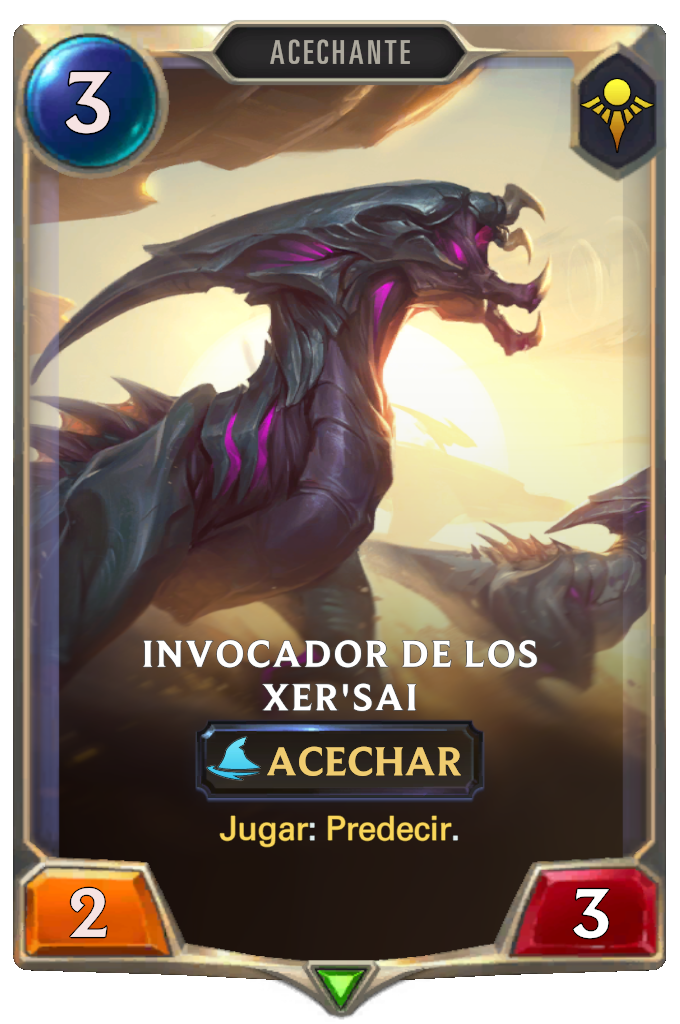 ACECHANTE
3
INVOCADOR DE LOS
XER'SAI
ACECHAR
Jugar: Predecir.
2
3